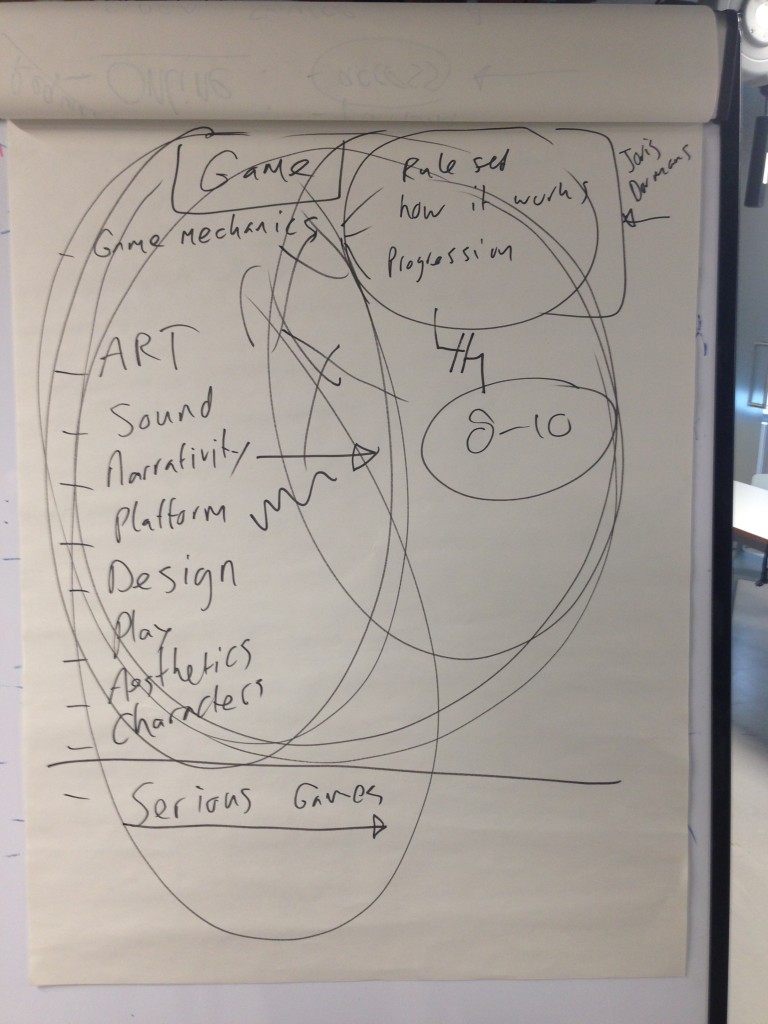 Game
Rule set
how it works
Progression
Joris
Dormans
- Game mechanics
- ART
- Sound
- Narrativity
- Platform
- Design
Play
- Aesthetics
- Characters
8-10
- Serious Games